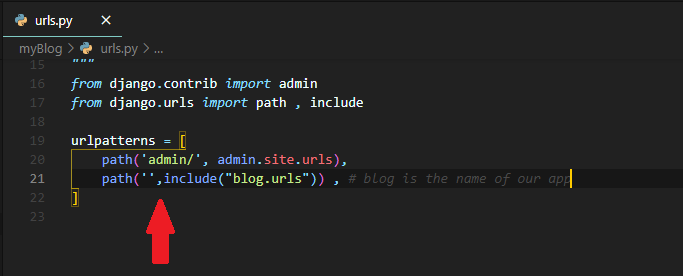 urls.py ×
myBlog > urls.py > ...
15 """
16 from django.contrib import admin
17 from django.urls import path , include
18
19 urlpatterns = [
20 path('admin/', admin.site.urls),
21 path('',include("blog.urls")) , # blog is the name of our app
22 ]
23